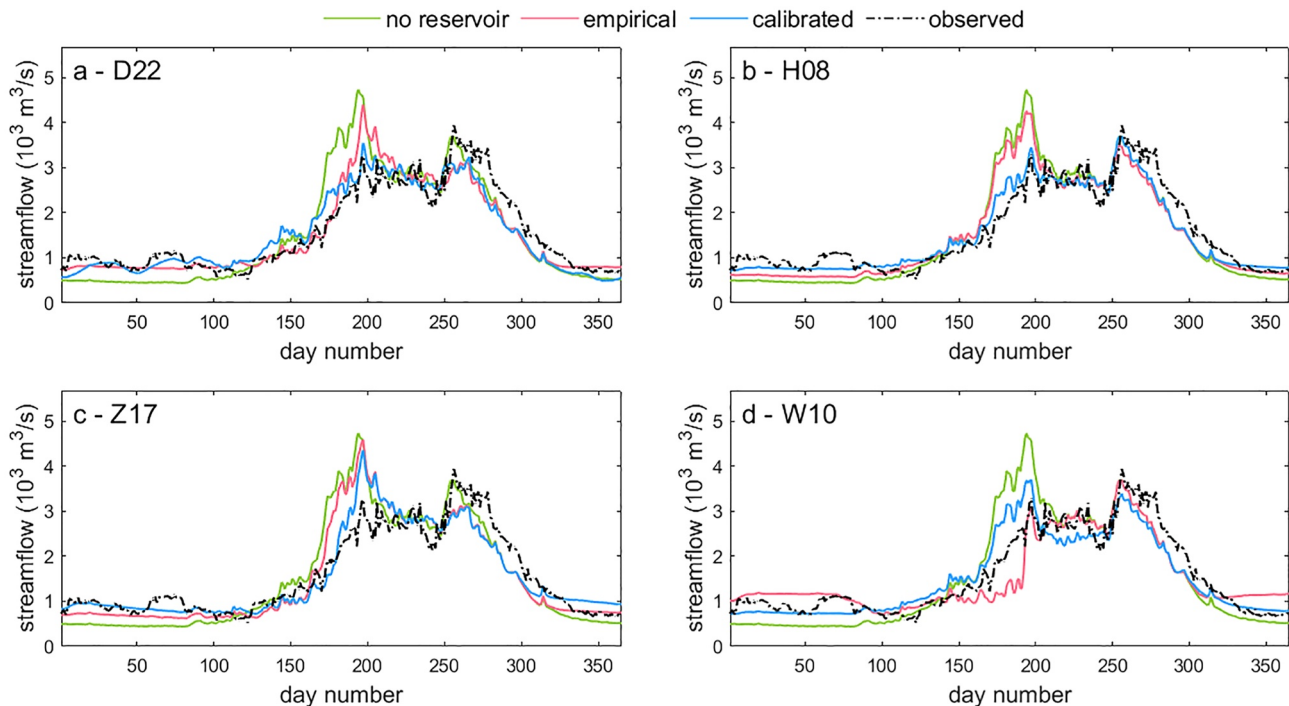 no reservoir empirical calibrated observed
a - D22
5
4
3
2
1
0
streamflow (10³ m³/s)
50 100 150 200 250 300 350
day number
b - H08
5
4
3
2
1
0
streamflow (10³ m³/s)
50 100 150 200 250 300 350
day number
c - Z17
5
4
3
2
1
0
streamflow (10³ m³/s)
50 100 150 200 250 300 350
day number
d - W10
5
4
3
2
1
0
streamflow (10³ m³/s)
50 100 150 200 250 300 350
day number